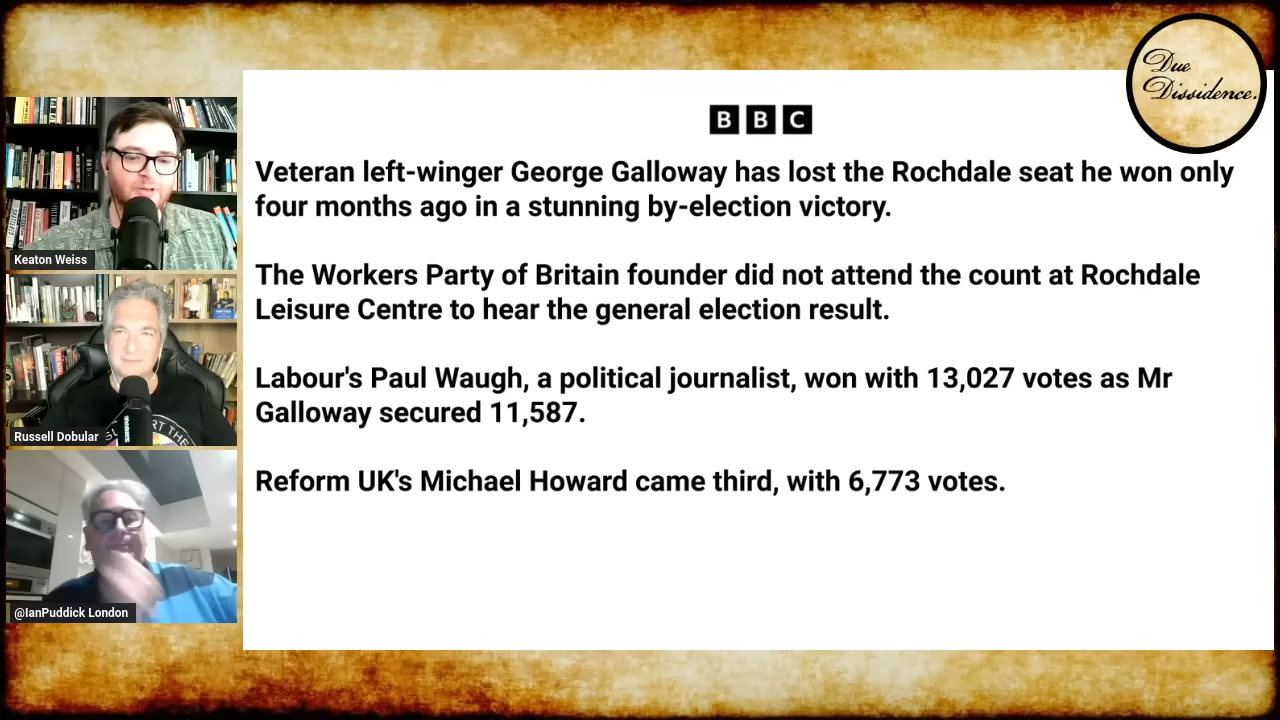 Due
Dissidence.
BBC
Veteran left-winger George Galloway has lost the Rochdale seat he won only
four months ago in a stunning by-election victory.
The Workers Party of Britain founder did not attend the count at Rochdale
Leisure Centre to hear the general election result.
Labour's Paul Waugh, a political journalist, won with 13,027 votes as Mr
Galloway secured 11,587.
Reform UK's Michael Howard came third, with 6,773 votes.
Keaton Weiss
Russell Dobular
@IanPuddick London